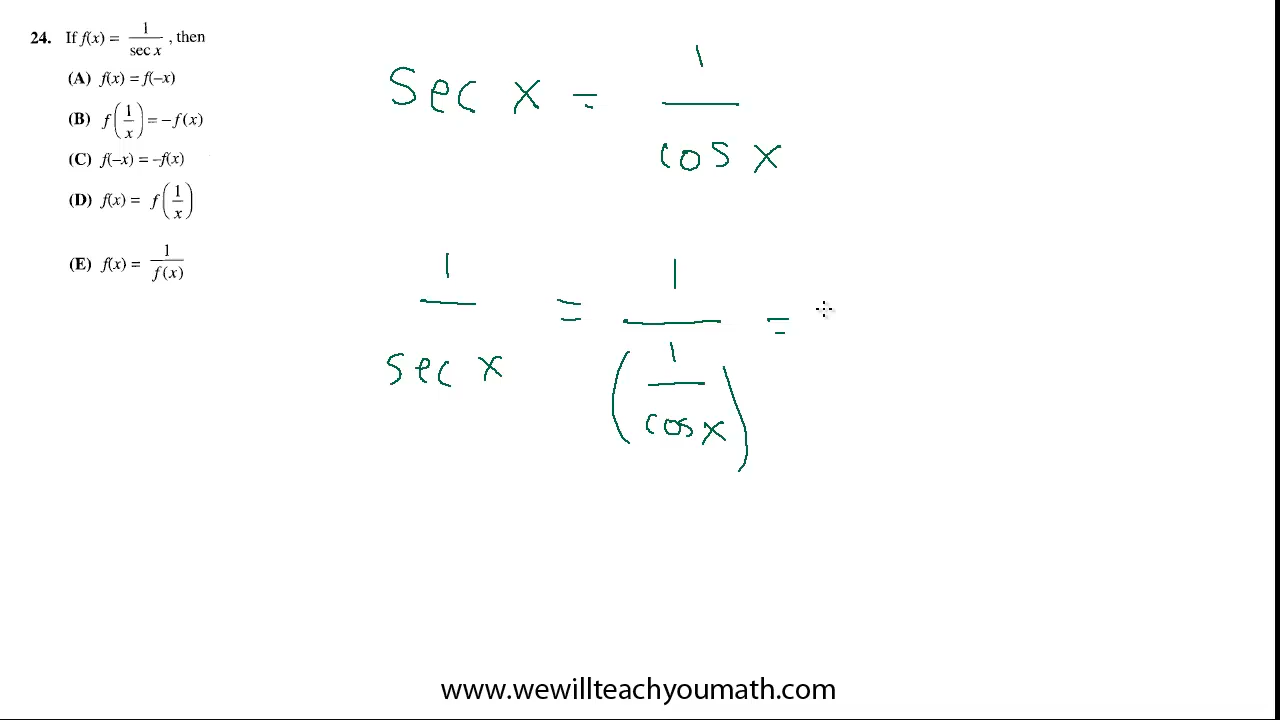 24. If f(x) = 1/sec x, then
(A) f(x) = f(–x)
(B) f(1/x) = –f(x)
(C) f(–x) = –f(x)
(D) f(x) = f(1/x)
(E) f(x) = 1/f(x)
sec x = 1/cos x
1/sec x = 1/(1/cos x) =
www.wewillteachyoumath.com